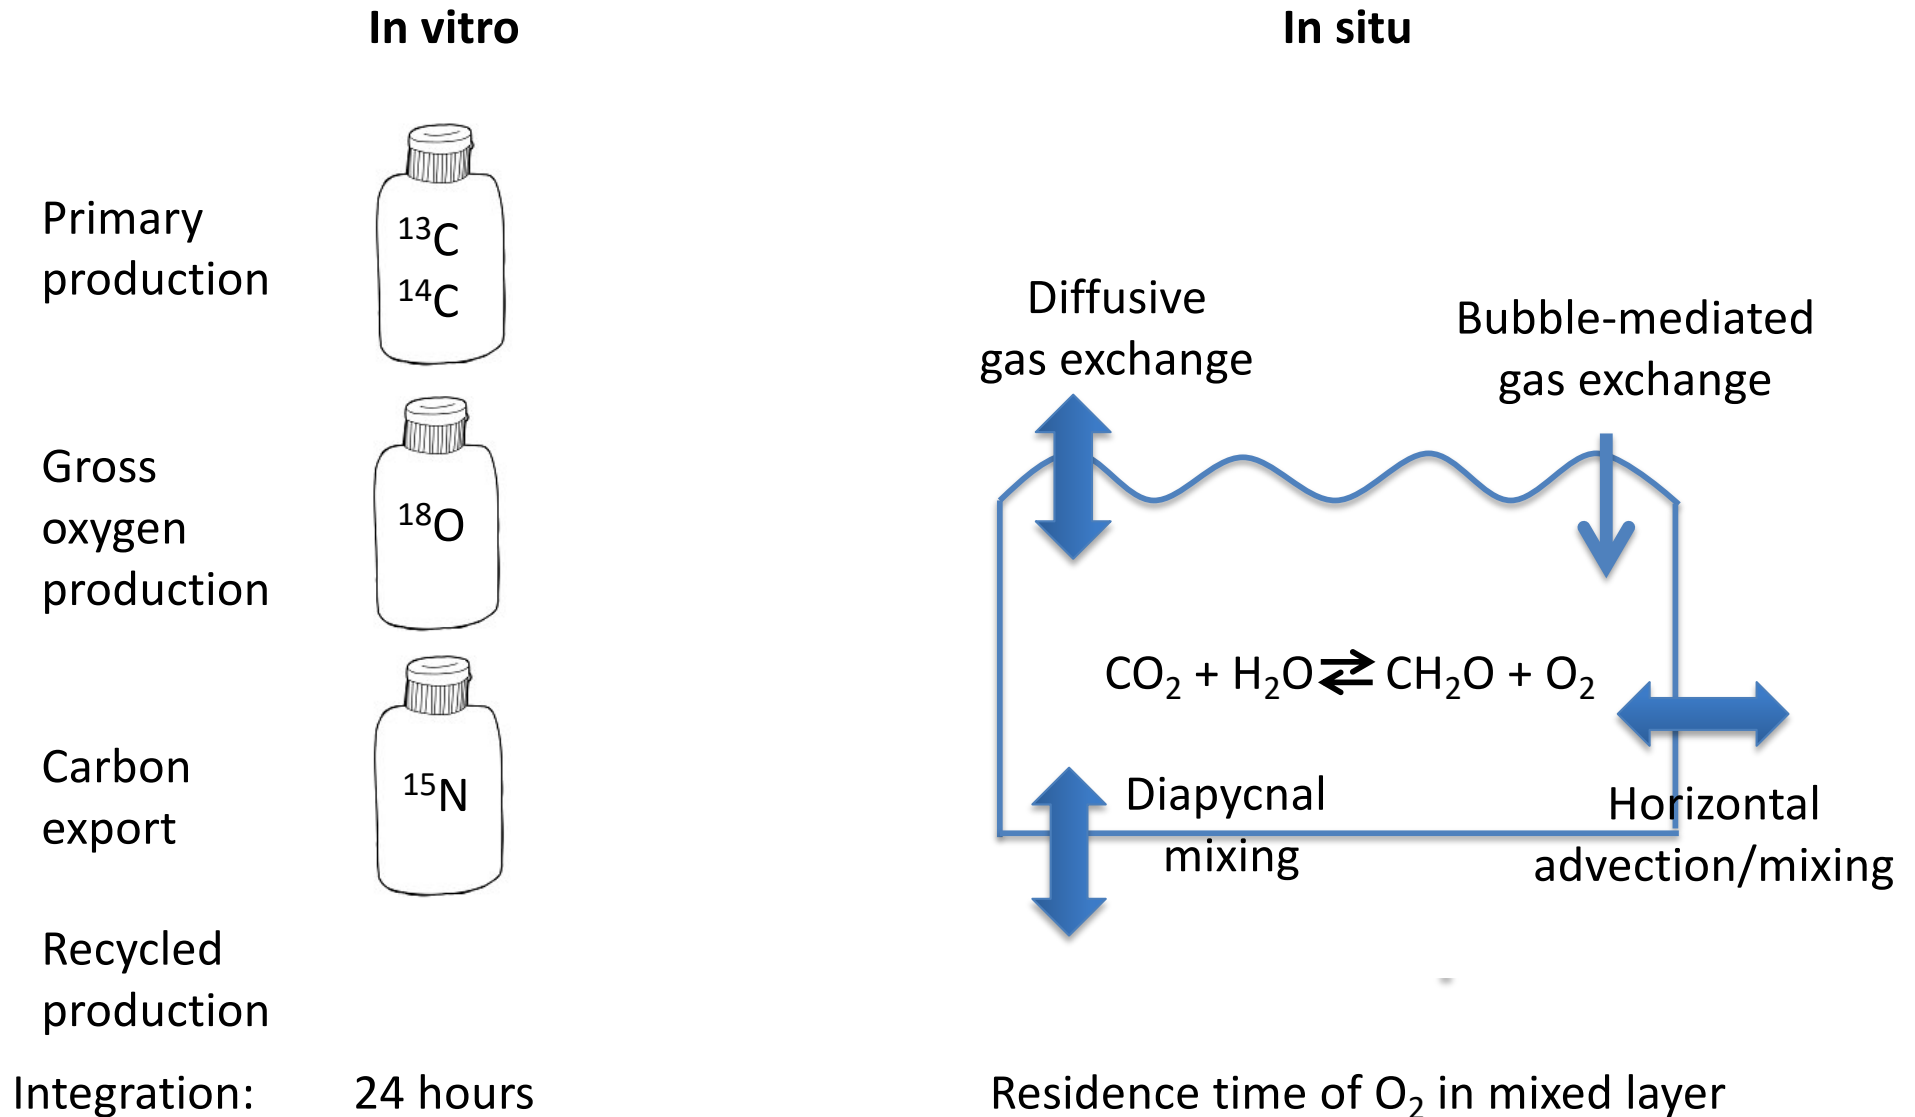 In vitro
In situ
Primary
production
¹³C
¹⁴C
Gross
oxygen
production
¹⁸O
Carbon
export
¹⁵N
Recycled
production
Integration: 24 hours
Diffusive
gas exchange
Bubble-mediated
gas exchange
CO₂ + H₂O ⇄ CH₂O + O₂
Diapycnal
mixing
Horizontal
advection/mixing
Residence time of O₂ in mixed layer